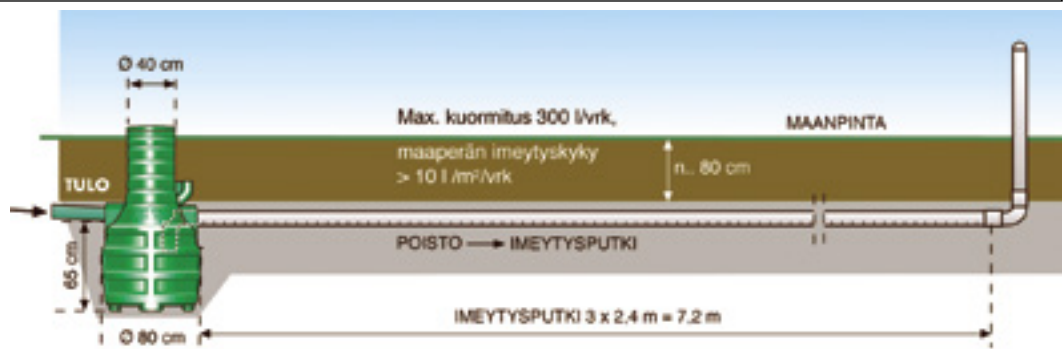 Ø 40 cm
Max. kuormitus 300 l/vrk,
MAANPINTA
maaperän imeytyskyky
> 10 l /m²/vrk
n.. 80 cm
TULO
POISTO → IMEYTYSPUTKI
65 cm
IMEYTYSPUTKI 3 x 2,4 m = 7,2 m
Ø 80 cm